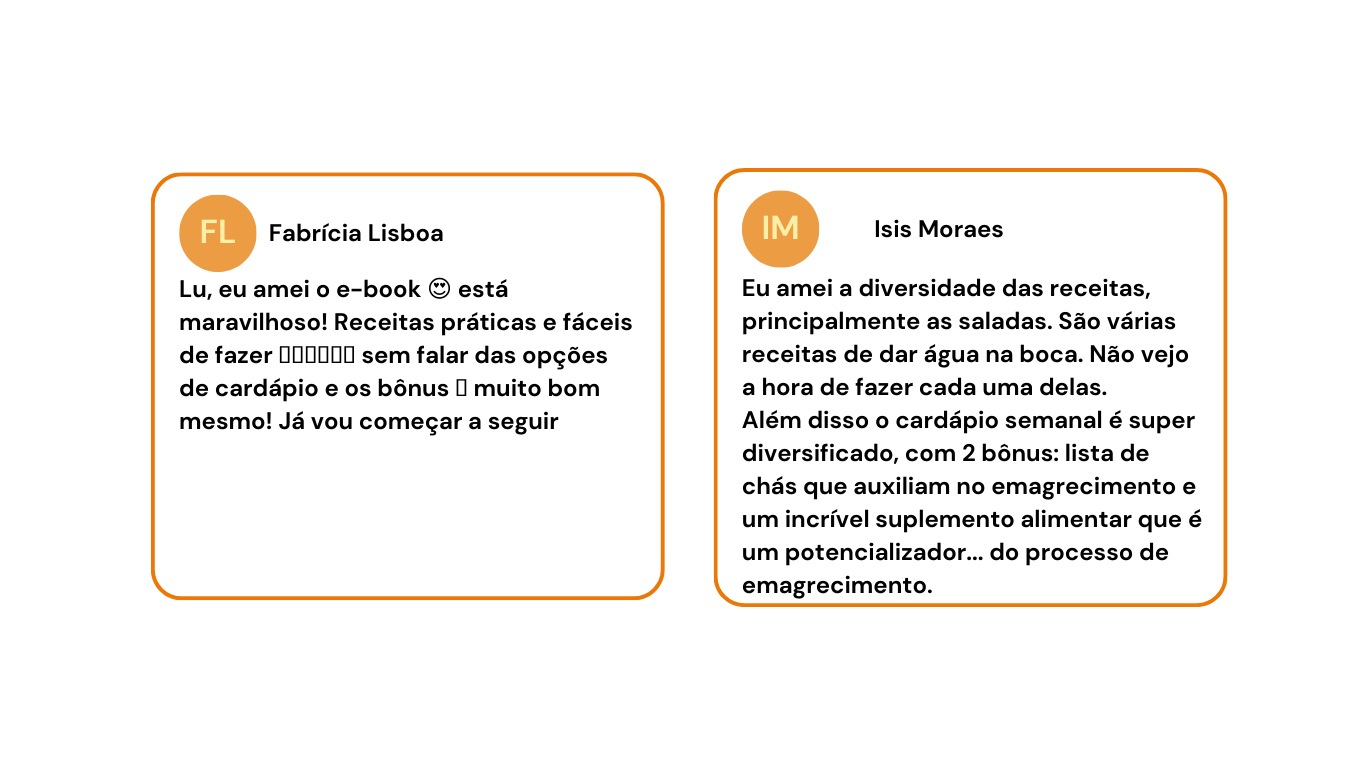 FL
Fabrícia Lisboa
Lu, eu amei o e-book 😍 está
maravilhoso! Receitas práticas e fáceis
de fazer ▯▯▯▯▯▯ sem falar das opções
de cardápio e os bônus ▯ muito bom
mesmo! Já vou começar a seguir
IM
Isis Moraes
Eu amei a diversidade das receitas,
principalmente as saladas. São várias
receitas de dar água na boca. Não vejo
a hora de fazer cada uma delas.
Além disso o cardápio semanal é super
diversificado, com 2 bônus: lista de
chás que auxiliam no emagrecimento e
um incrível suplemento alimentar que é
um potencializador... do processo de
emagrecimento.